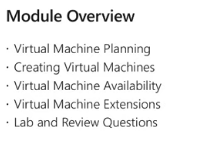 Module Overview
· Virtual Machine Planning
· Creating Virtual Machines
· Virtual Machine Availability
· Virtual Machine Extensions
· Lab and Review Questions